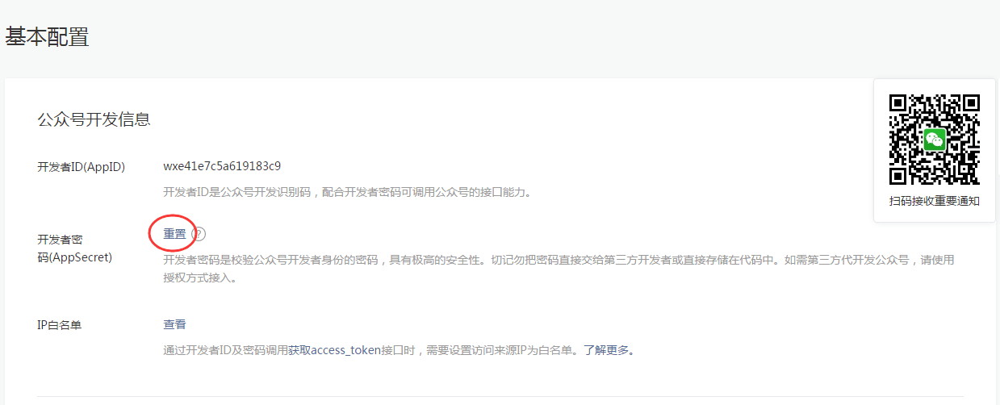 基本配置
公众号开发信息
开发者ID(AppID)
wxe41e7c5a619183c9
开发者ID是公众号开发识别码，配合开发者密码可调用公众号的接口能力。
扫码接收重要通知
开发者密
码(AppSecret)
重置 ?
开发者密码是校验公众号开发者身份的密码，具有极高的安全性。切记勿把密码直接交给第三方开发者或直接存储在代码中。如需第三方代开发公众号，请使用
授权方式接入。
IP白名单
查看
通过开发者ID及密码调用获取access_token接口时，需要设置访问来源IP为白名单。了解更多。